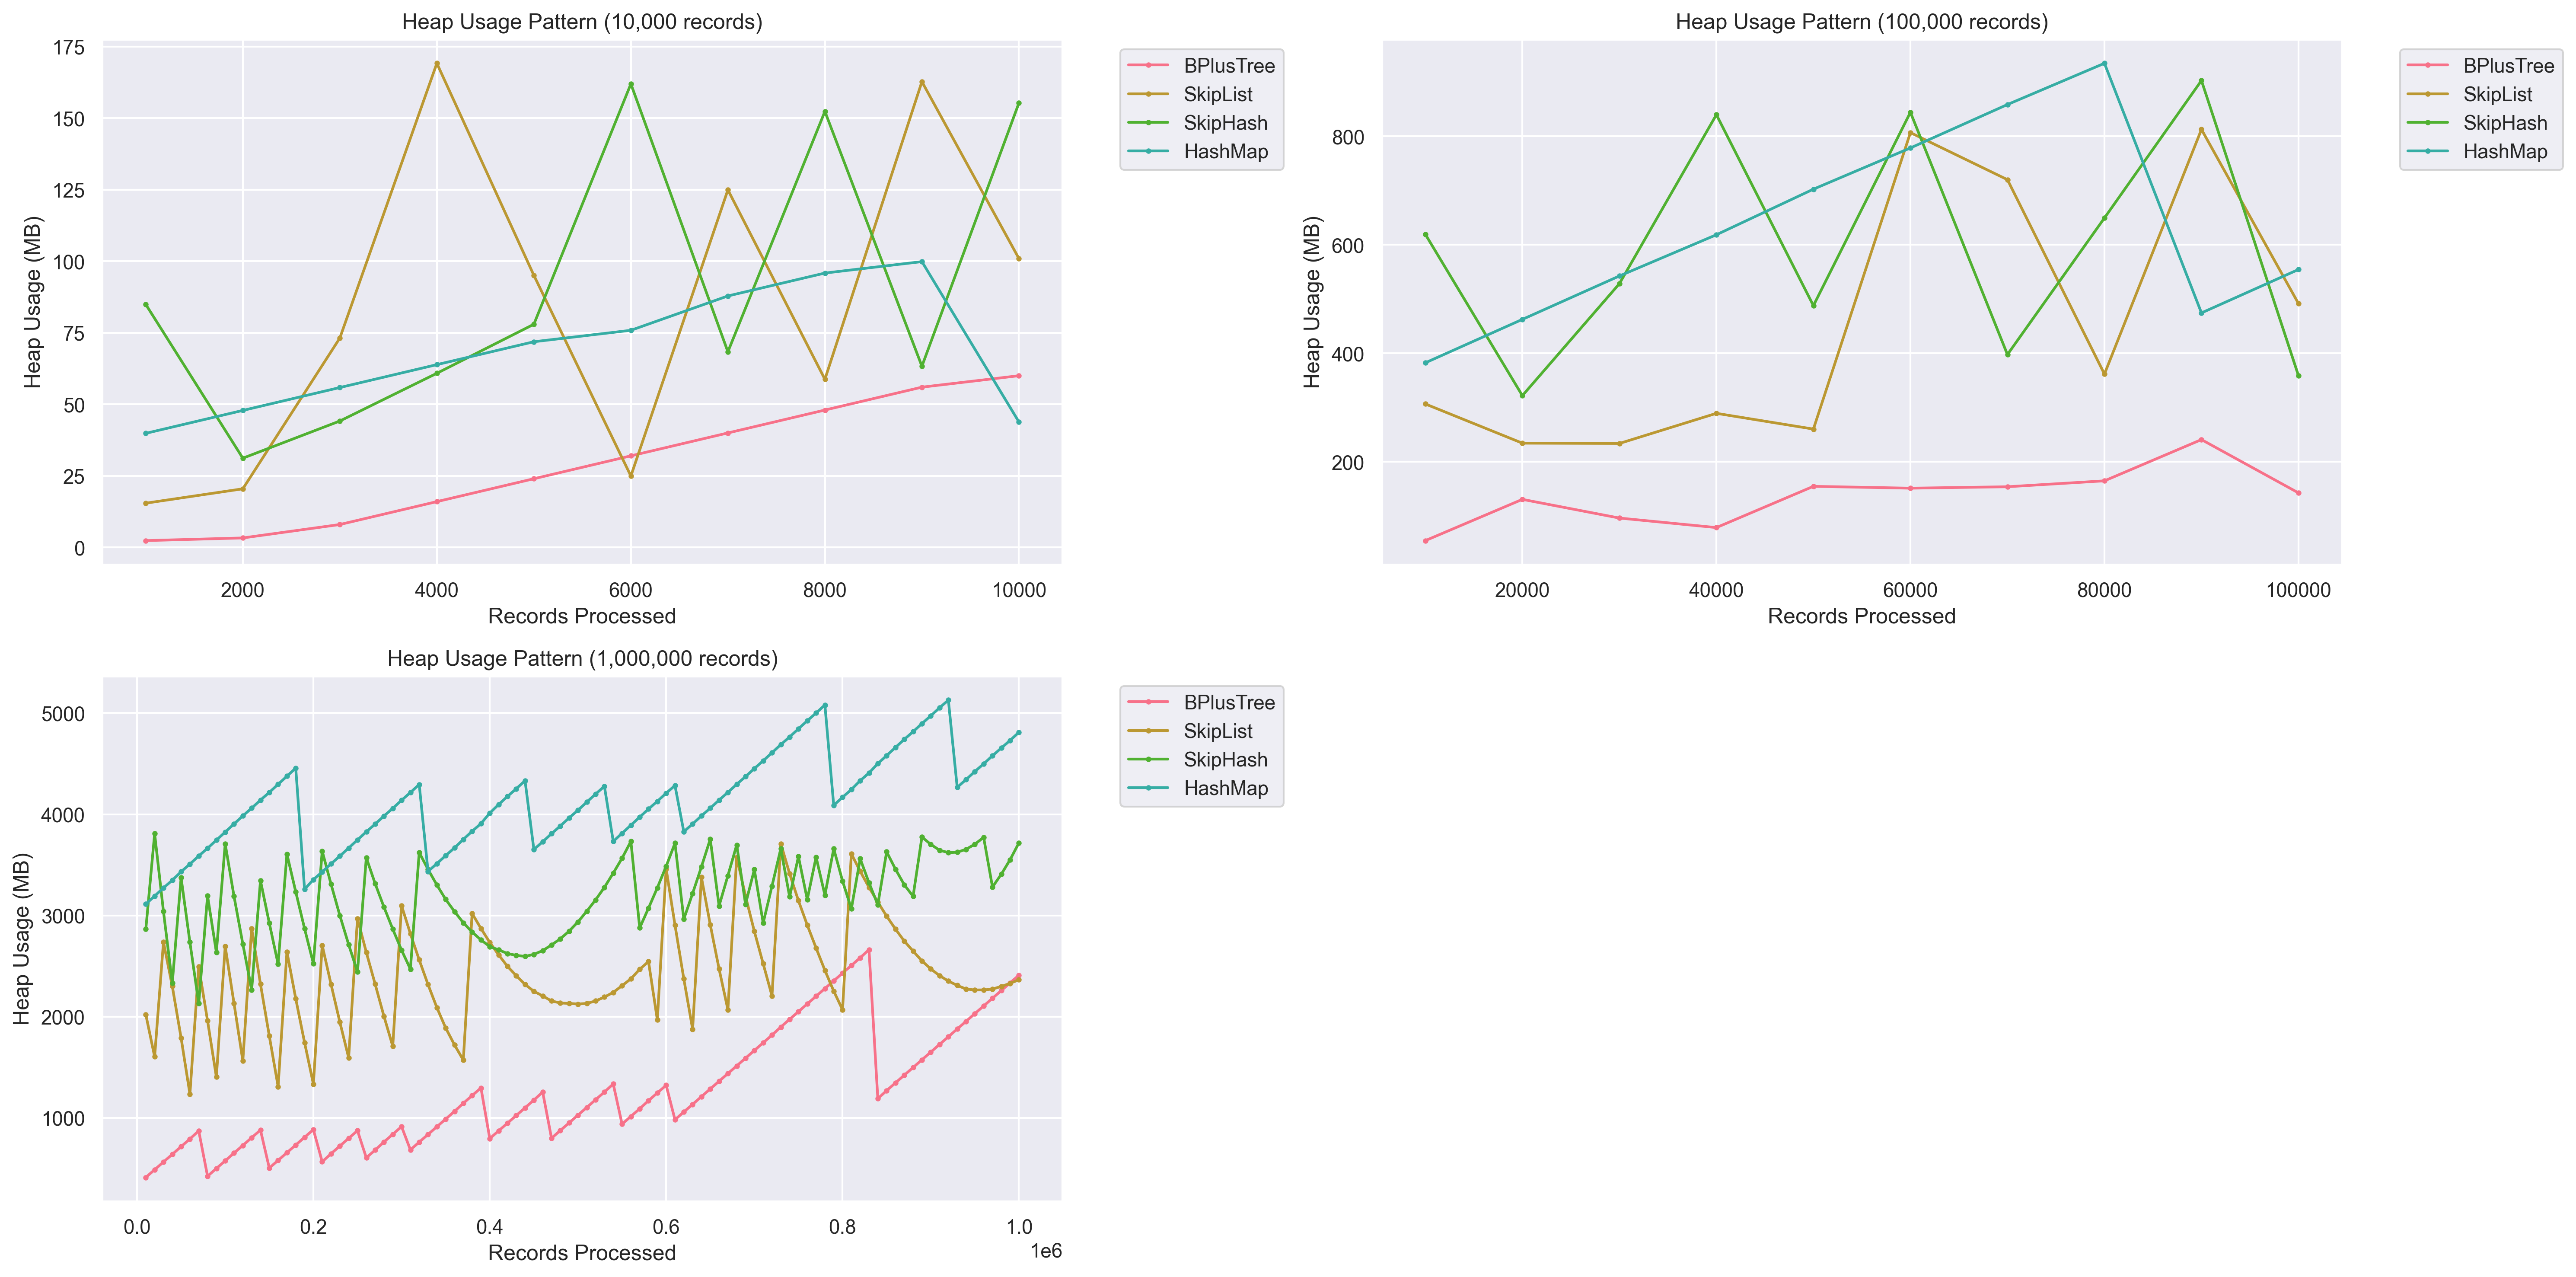 Heap Usage Pattern (10,000 records)
175
150
125
100
75
50
25
0
Heap Usage (MB)
2000 4000 6000 8000 10000
Records Processed
BPlusTree
SkipList
SkipHash
HashMap
Heap Usage Pattern (100,000 records)
800
600
400
200
Heap Usage (MB)
20000 40000 60000 80000 100000
Records Processed
BPlusTree
SkipList
SkipHash
HashMap
Heap Usage Pattern (1,000,000 records)
5000
4000
3000
2000
1000
Heap Usage (MB)
0.0 0.2 0.4 0.6 0.8 1.0
1e6
Records Processed
BPlusTree
SkipList
SkipHash
HashMap